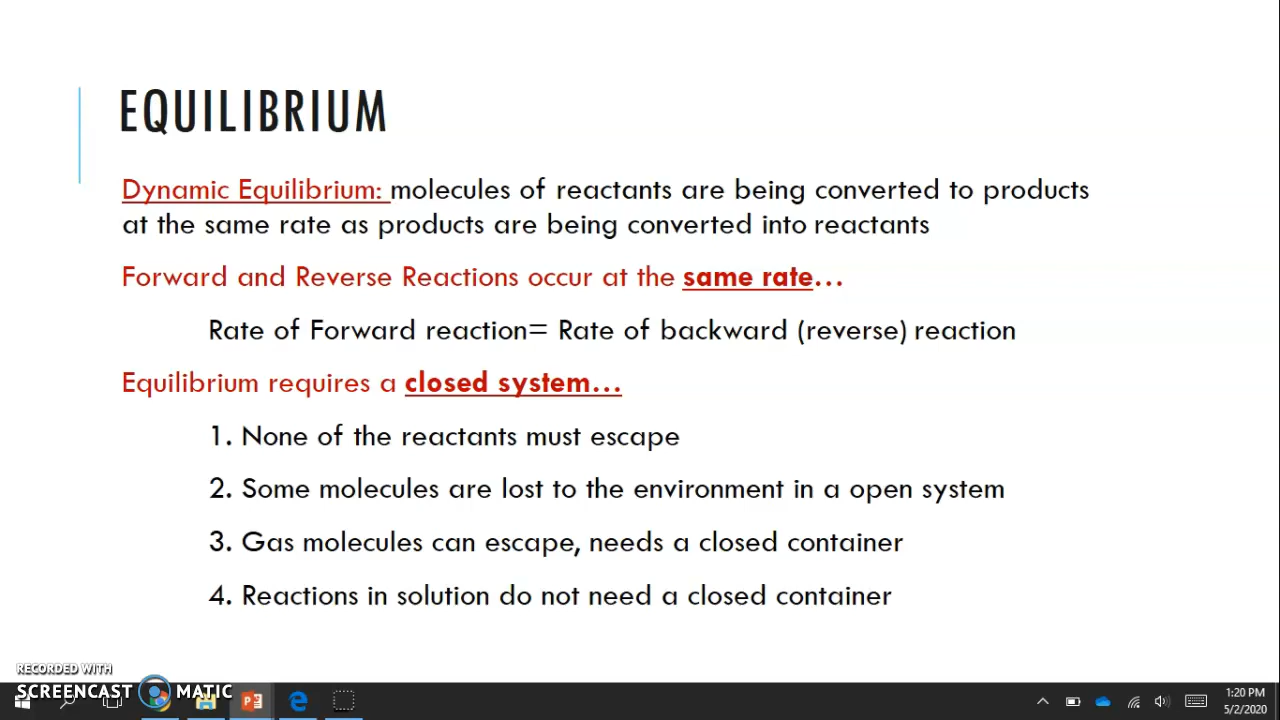 EQUILIBRIUM
Dynamic Equilibrium: molecules of reactants are being converted to products
at the same rate as products are being converted into reactants
Forward and Reverse Reactions occur at the same rate…
Rate of Forward reaction= Rate of backward (reverse) reaction
Equilibrium requires a closed system…
1. None of the reactants must escape
2. Some molecules are lost to the environment in a open system
3. Gas molecules can escape, needs a closed container
4. Reactions in solution do not need a closed container
RECORDED WITH
SCREENCAST MATIC
1:20 PM
5/2/2020